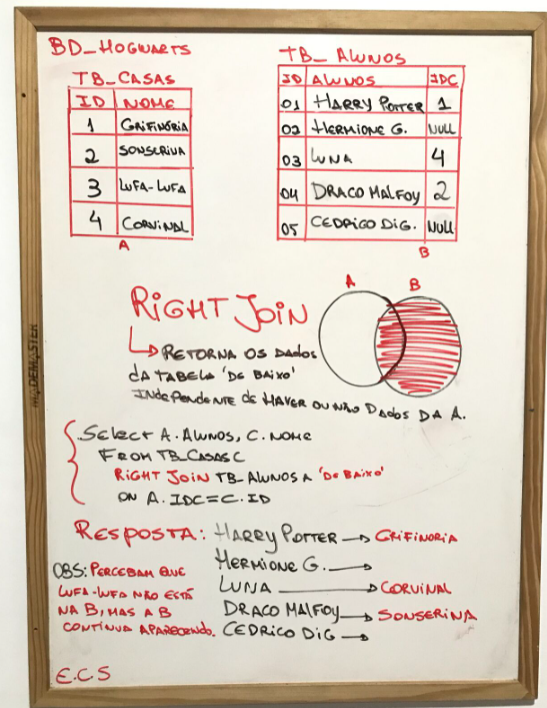 BD_HOGWARTS
TB_CASAS
ID NOME
1 GRIFINÓRIA
2 SONSERINA
3 LUFA-LUFA
4 CORVINAL
A
TB_ALUNOS
ID ALUNOS IDC
01 HARRY POTTER 1
02 HERMIONE G. NULL
03 LUNA 4
04 DRACO MALFOY 2
05 CEDRICO DIG. NULL
B
RIGHT JOIN
A B
RETORNA OS DADOS
DA TABELA 'DE BAIXO'
INDEPENDENTE DE HAVER OU NÃO DADOS DA A.
SELECT A.ALUNOS, C.NOME
FROM TB_CASAS C
RIGHT JOIN TB_ALUNOS A 'DE BAIXO'
ON A.IDC=C.ID
RESPOSTA: HARRY POTTER → GRIFINORIA
HERMIONE G. →
LUNA → CORVINAL
DRACO MALFOY → SONSERINA
CEDRICO DIG →
OBS: PERCEBAM QUE
LUFA-LUFA NÃO ESTÁ
NA B, MAS A B
CONTINUA APARECENDO.
E.C.S